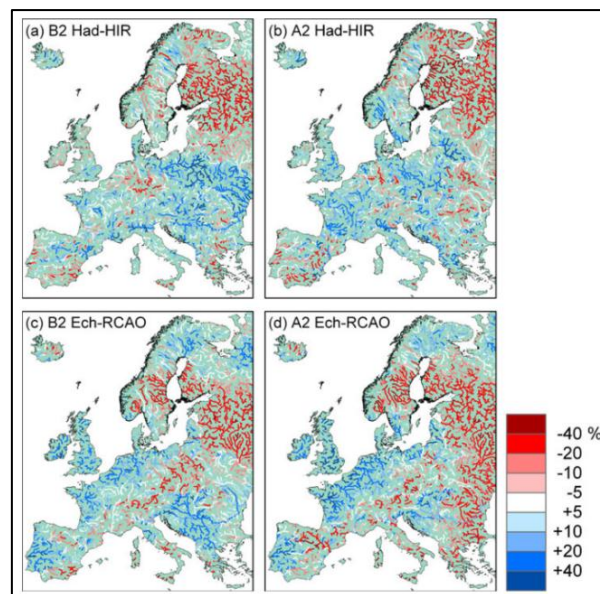 (a) B2 Had-HIR
(b) A2 Had-HIR
(c) B2 Ech-RCAO
(d) A2 Ech-RCAO
-40 %
-20
-10
-5
+5
+10
+20
+40